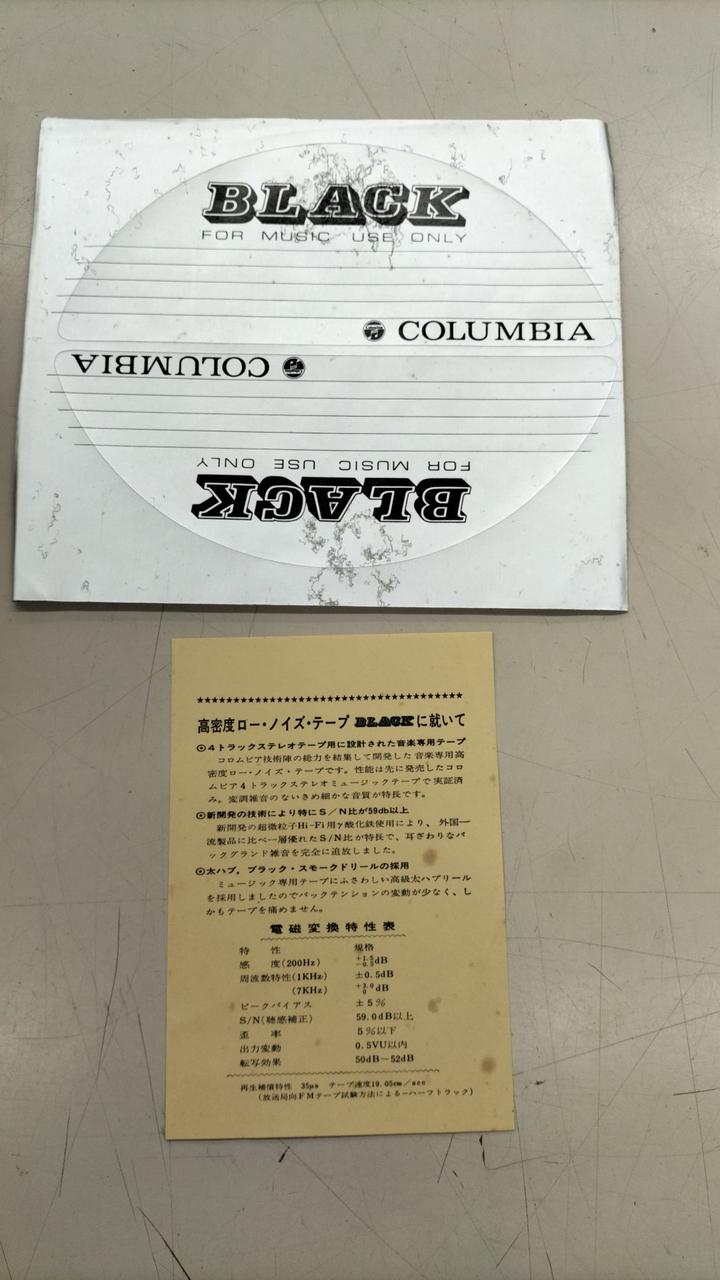 BLACK
FOR MUSIC USE ONLY
COLUMBIA
COLUMBIA
FOR MUSIC USE ONLY
BLACK
★★★★★★★★★★★★★★★★★★★★★★★★★★★★★★★★★★★★★
高密度ロー・ノイズ・テープ BLACKに就いて
◎4トラックステレオテープ用に設計された音楽専用テープ
コロムビア技術陣の総力を結集して開発した音楽専用高
密度ロー・ノイズ・テープです。性能は先に発売したコロ
ムビア4トラックステレオミュージックテープで実証済
み。変調雑音のないきめ細かな音質が特長です。
◎新開発の技術により特にS/N比が59db以上
新開発の超微粒子Hi-Fi用γ酸化鉄使用により、外国一
流製品に比べ一層優れたS/N比が特長で、耳ざわりなバ
ックグランド雑音を完全に追放しました。
◎太ハブ,ブラック・スモークドリールの採用
ミュージック専用テープにふさわしい高級太ハブリール
を採用しましたのでバックテンションの変動が少なく、し
かもテープを痛めません。
電磁変換特性表
特 性 規格
感 度(200Hz) +1.5 -0.5 dB
周波数特性(1KHz) ±0.5dB
(7KHz) +3.0 0 dB
ピークバイアス ±5%
S/N(聴感補正) 59.0dB以上
歪 率 5%以下
出力変動 0.5VU以内
転写効果 50dB~52dB
再生補償特性 35μs テープ速度19.05cm/sec
(放送局向FMテープ試験方法による一ハーフトラック)